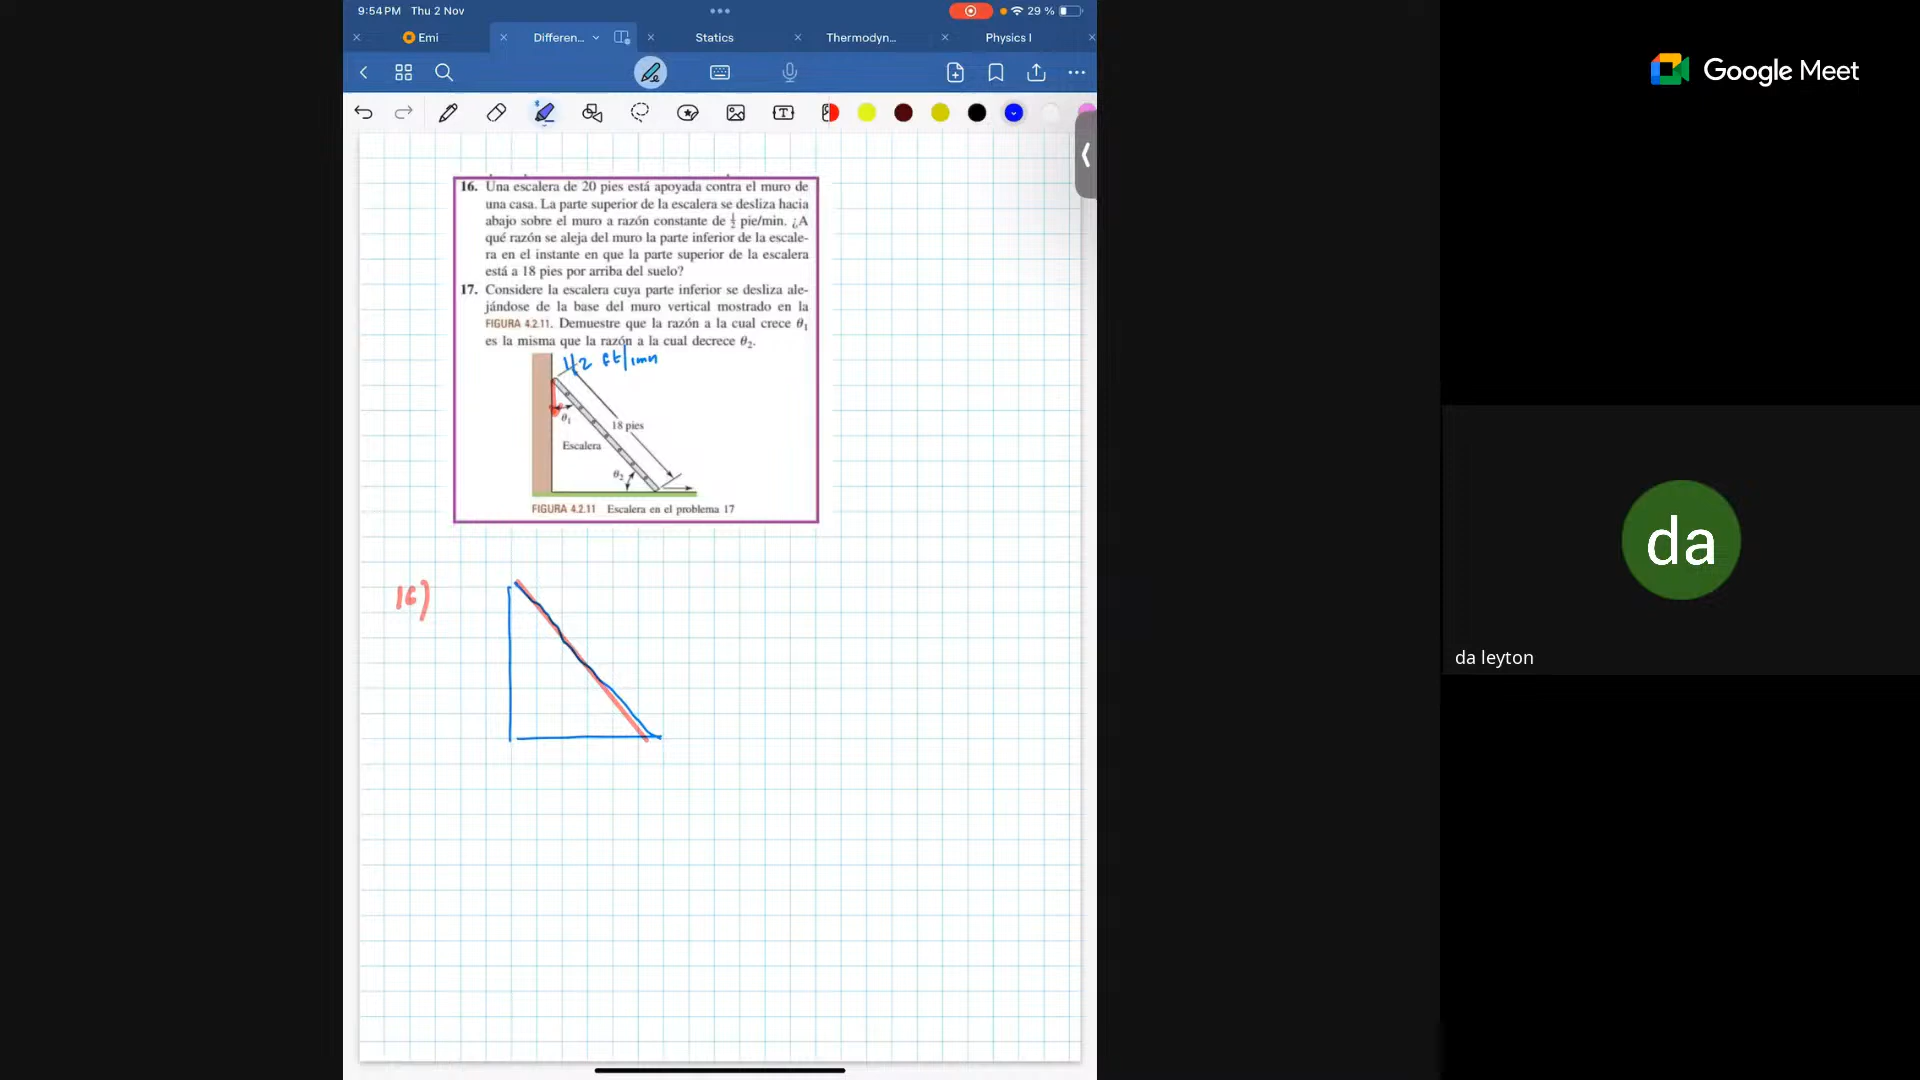 9:54 PM Thu 2 Nov
29 %
Emi
Differen...
Statics
Thermodyn...
Physics I
Google Meet
16. Una escalera de 20 pies está apoyada contra el muro de
una casa. La parte superior de la escalera se desliza hacia
abajo sobre el muro a razón constante de ½ pie/min. ¿A
qué razón se aleja del muro la parte inferior de la escale-
ra en el instante en que la parte superior de la escalera
está a 18 pies por arriba del suelo?
17. Considere la escalera cuya parte inferior se desliza ale-
jándose de la base del muro vertical mostrado en la
FIGURA 4.2.11. Demuestre que la razón a la cual crece θ₁
es la misma que la razón a la cual decrece θ₂.
1/2 ft/min
θ₁
18 pies
Escalera
θ₂
FIGURA 4.2.11 Escalera en el problema 17
16)
da
da leyton